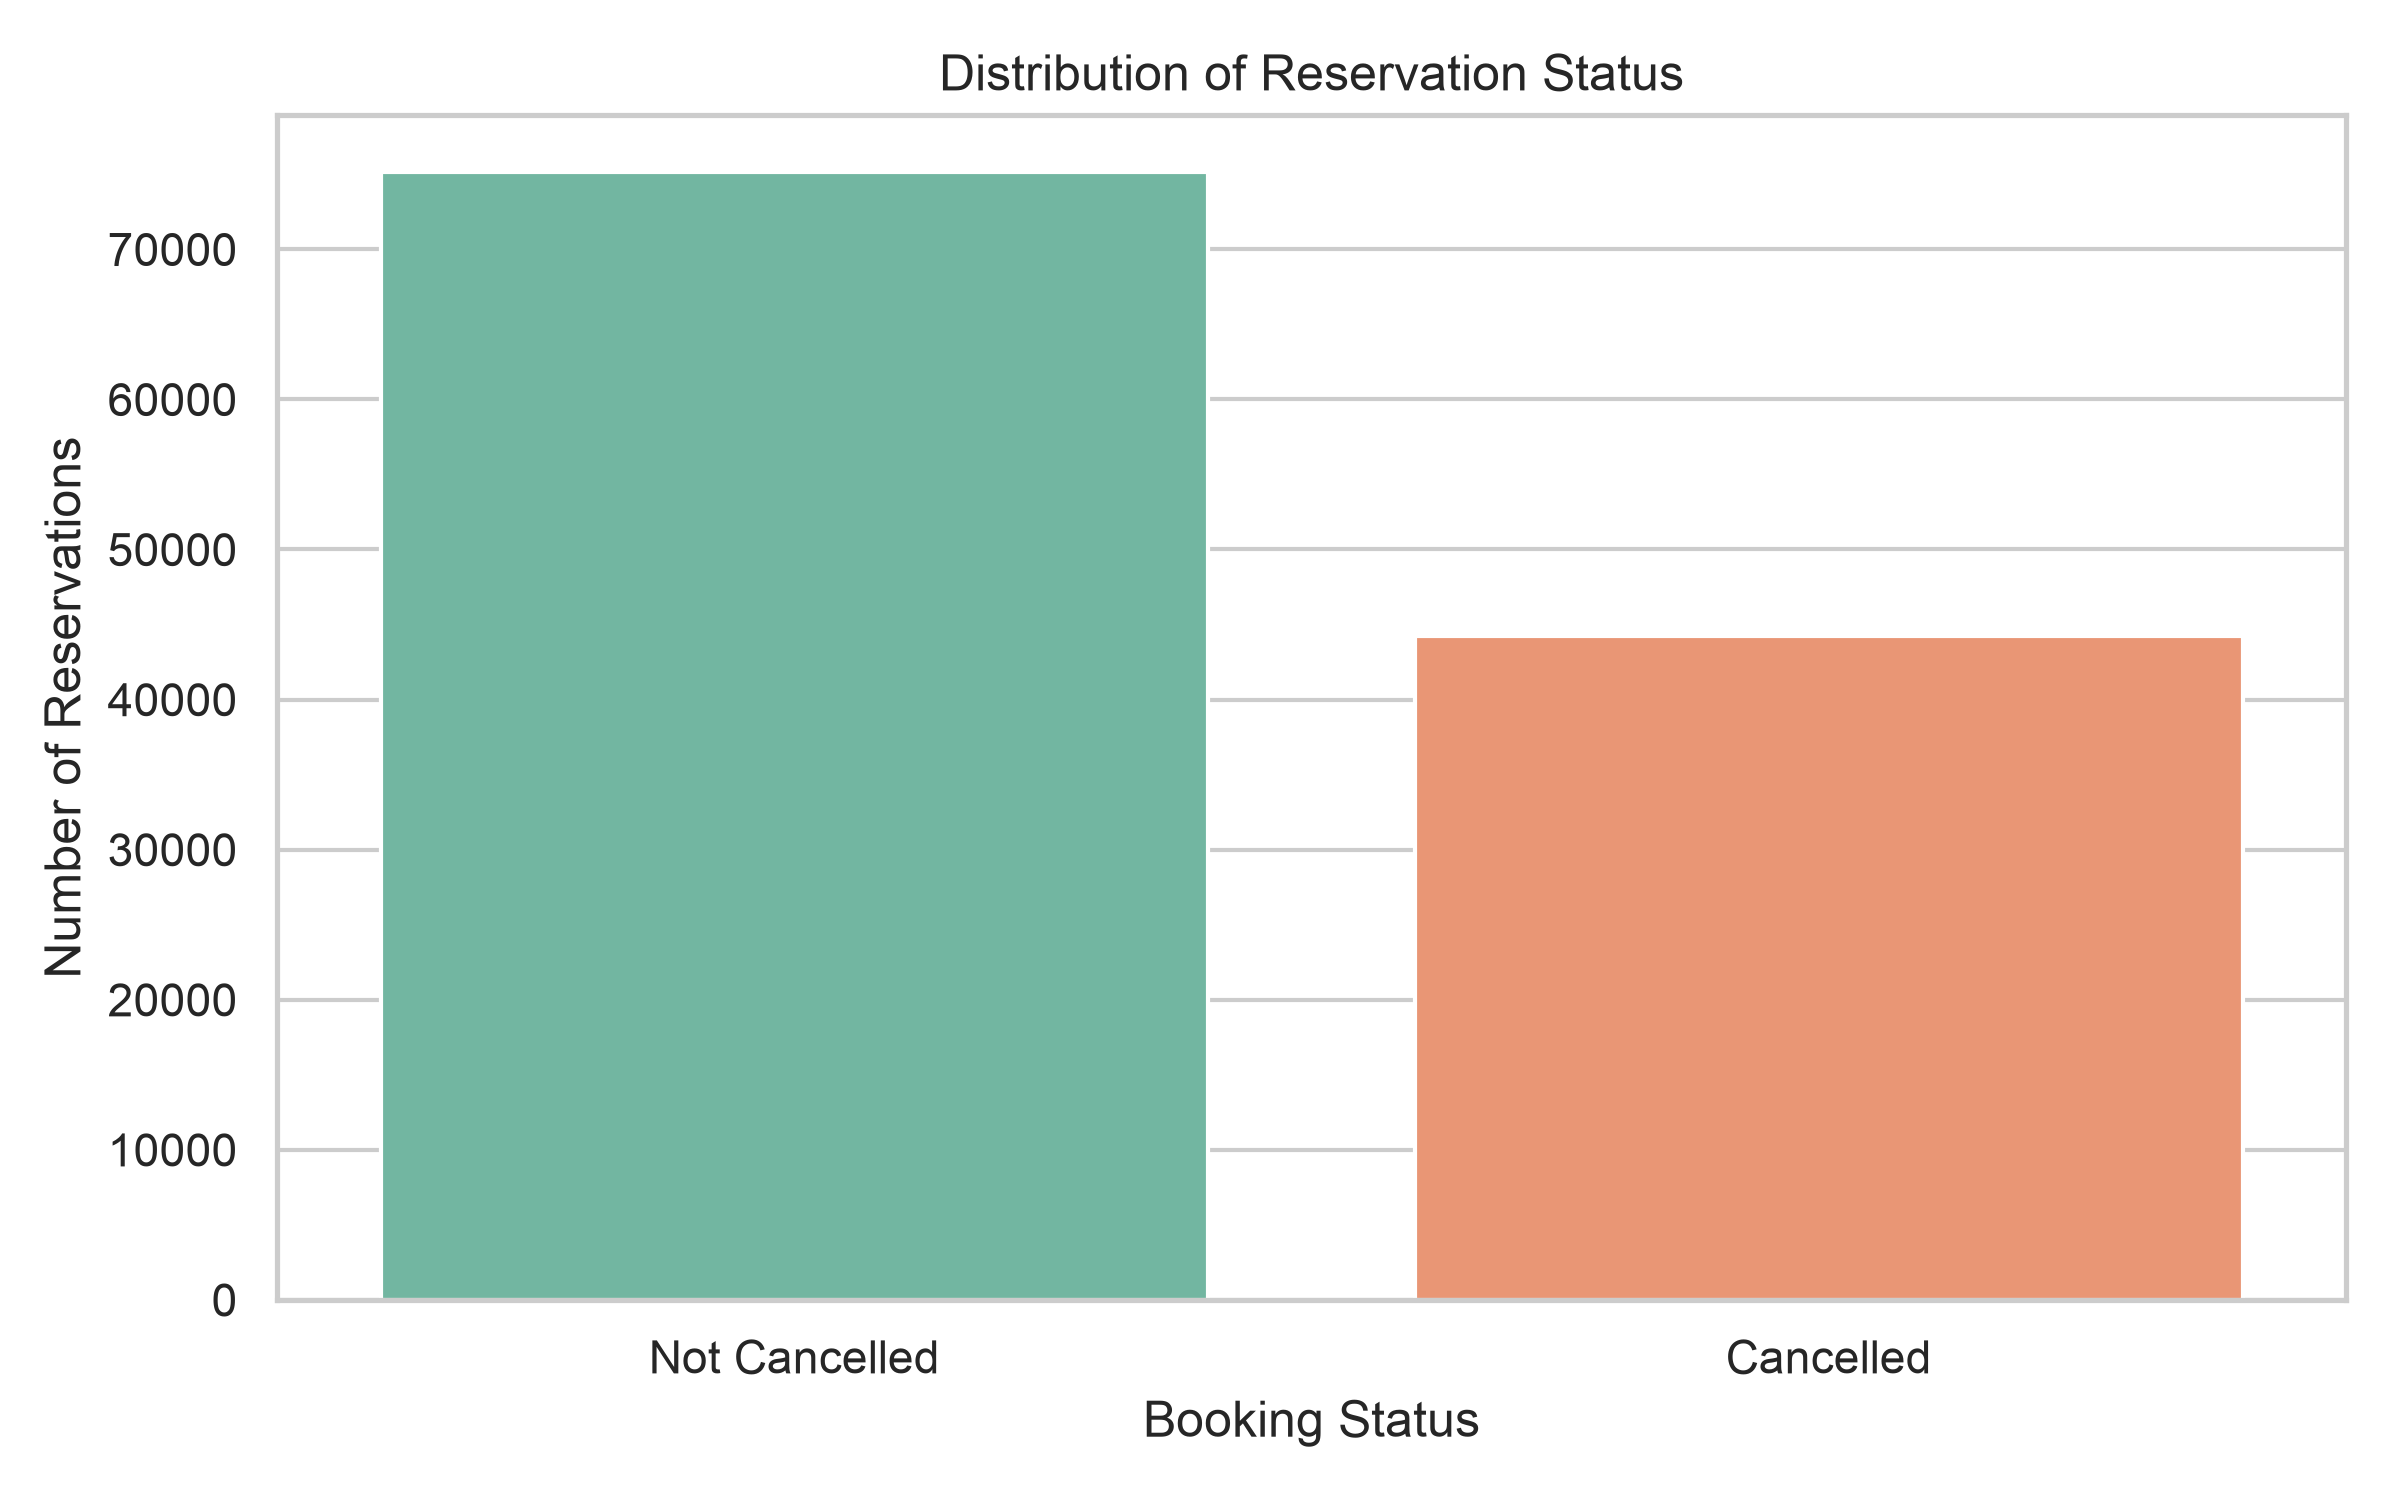 Distribution of Reservation Status
Number of Reservations
70000
60000
50000
40000
30000
20000
10000
0
Not Cancelled
Cancelled
Booking Status